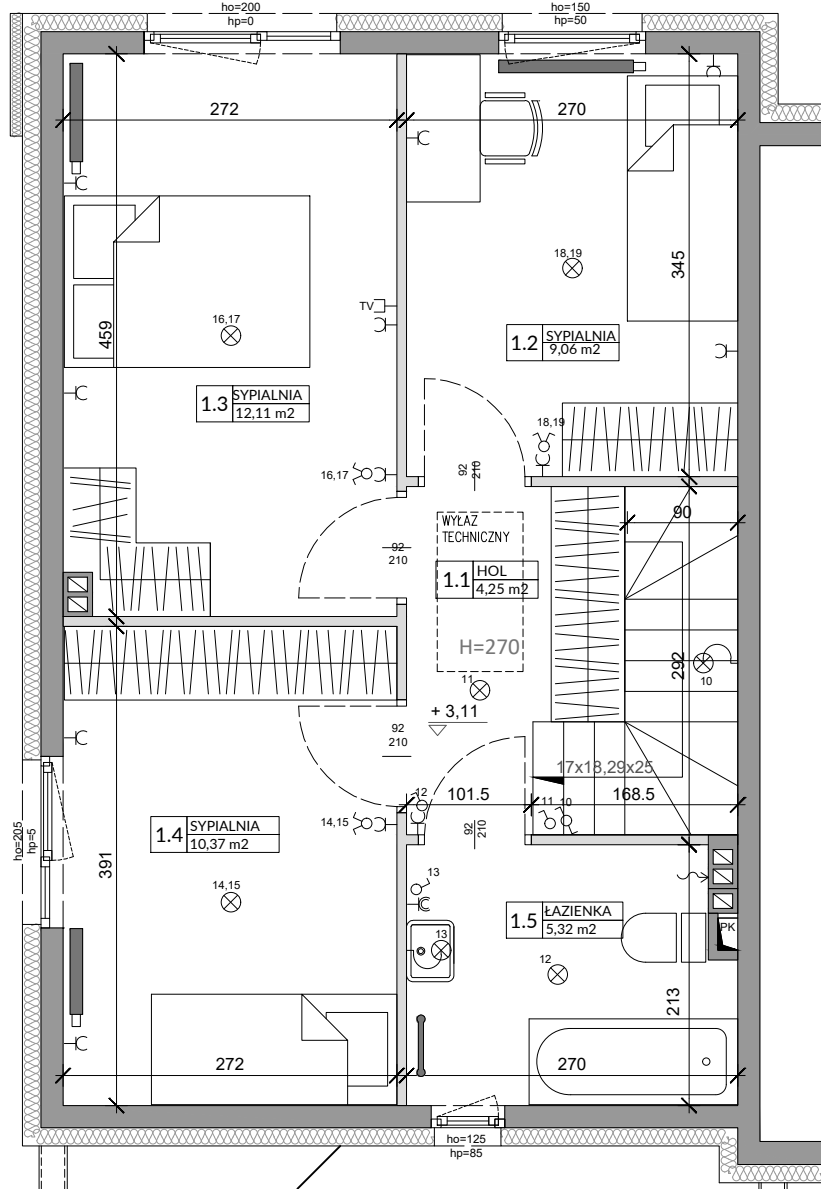 ho=200
hp=0
ho=150
hp=50
272
270
18,19
345
16,17
TV
459
1.2 SYPIALNIA
9,06 m2
1.3 SYPIALNIA
12,11 m2
18,19
16,17
92
210
90
WYŁAZ
TECHNICZNY
92
210
1.1 HOL
4,25 m2
H=270
292
10
11
+ 3,11
92
210
17x18,29x25
12
101.5
11
10
168.5
ho=205
hp=5
14,15
1.4 SYPIALNIA
10,37 m2
92
210
391
13
14,15
1.5 ŁAZIENKA
5,32 m2
PK
13
12
213
272
270
ho=125
hp=85